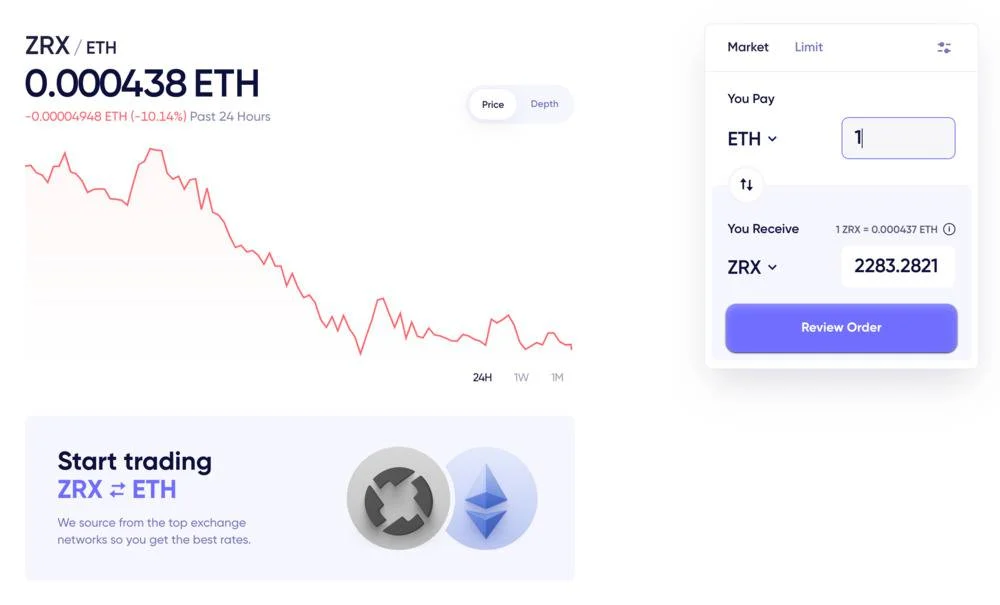 ZRX / ETH
0.000438 ETH
-0.00004948 ETH (-10.14%) Past 24 Hours
Price Depth
24H 1W 1M
Start trading
ZRX ⇄ ETH
We source from the top exchange
networks so you get the best rates.
Market Limit
You Pay
ETH 1
You Receive 1 ZRX = 0.000437 ETH
ZRX 2283.2821
Review Order